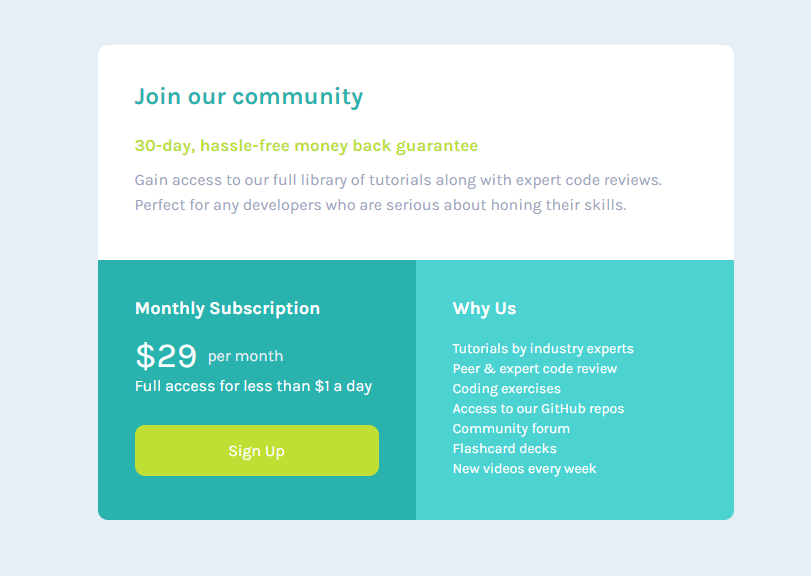 Join our community
30-day, hassle-free money back guarantee
Gain access to our full library of tutorials along with expert code reviews.
Perfect for any developers who are serious about honing their skills.
Monthly Subscription
$29 per month
Full access for less than $1 a day
Sign Up
Why Us
Tutorials by industry experts
Peer & expert code review
Coding exercises
Access to our GitHub repos
Community forum
Flashcard decks
New videos every week